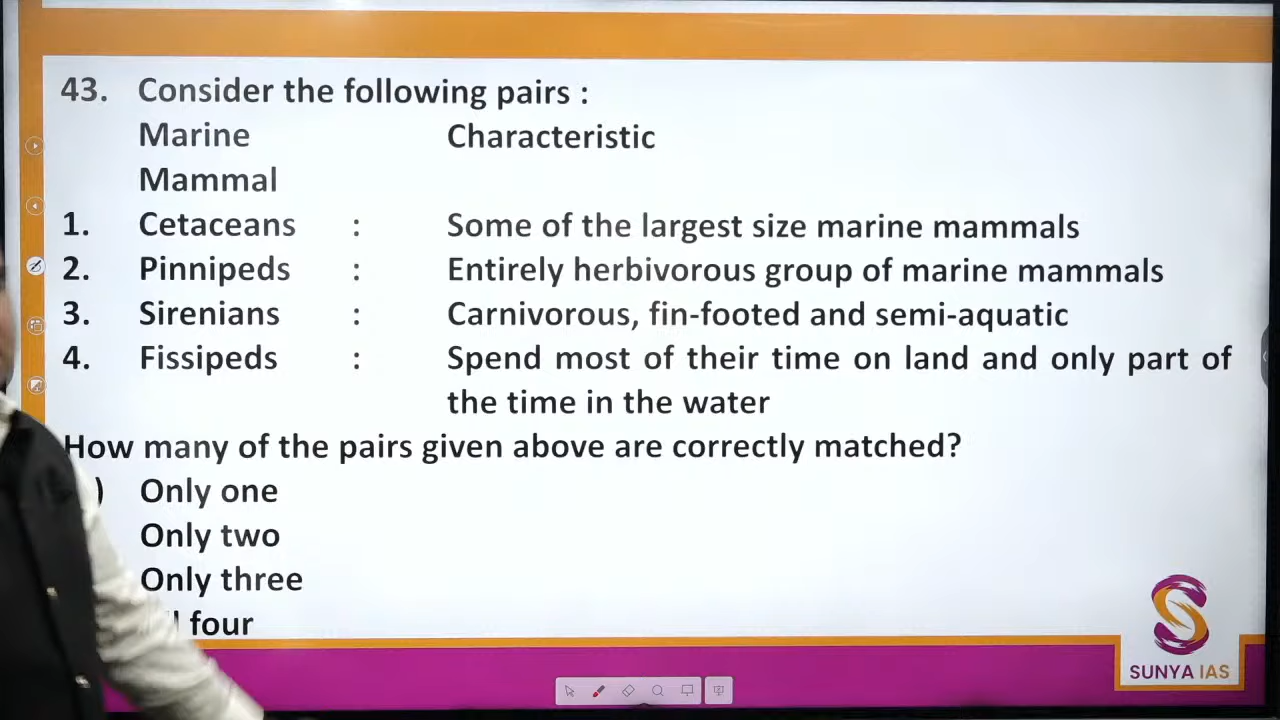 43. Consider the following pairs :
Marine Characteristic
Mammal
1. Cetaceans : Some of the largest size marine mammals
2. Pinnipeds : Entirely herbivorous group of marine mammals
3. Sirenians : Carnivorous, fin-footed and semi-aquatic
4. Fissipeds : Spend most of their time on land and only part of
the time in the water
How many of the pairs given above are correctly matched?
) Only one
Only two
Only three
four
SUNYA IAS